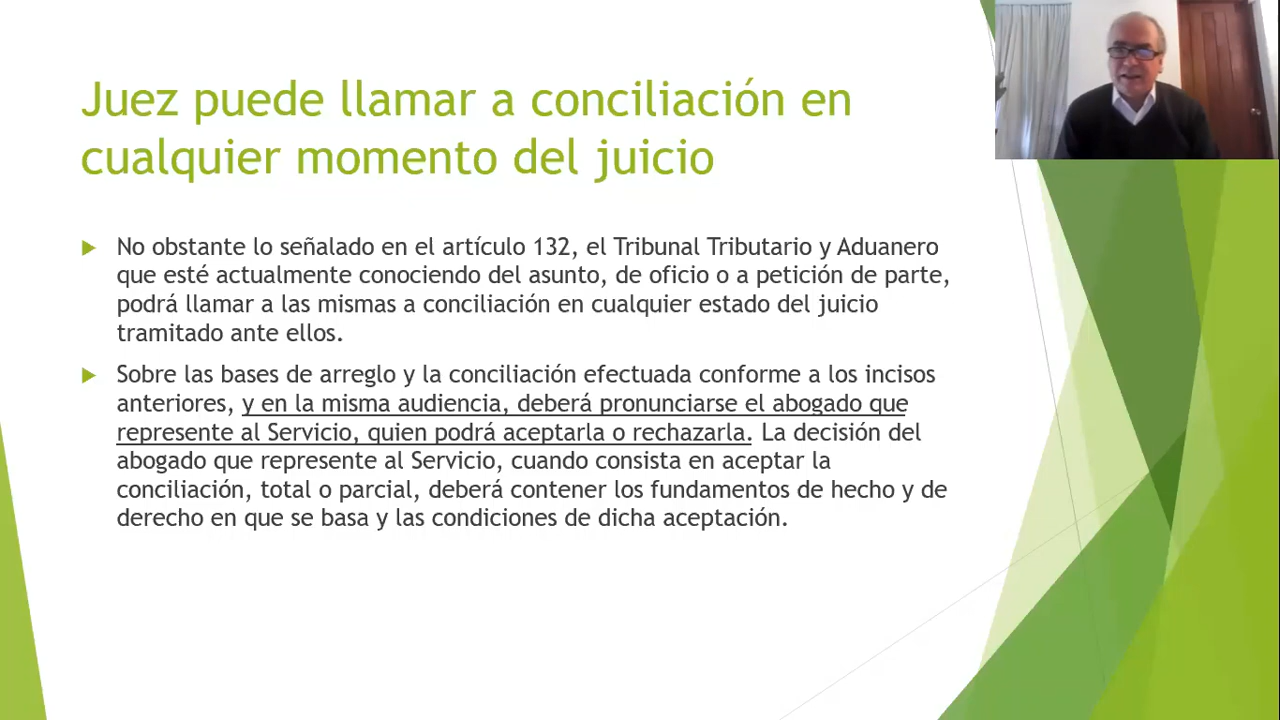 Juez puede llamar a conciliación en
cualquier momento del juicio
No obstante lo señalado en el artículo 132, el Tribunal Tributario y Aduanero
que esté actualmente conociendo del asunto, de oficio o a petición de parte,
podrá llamar a las mismas a conciliación en cualquier estado del juicio
tramitado ante ellos.
Sobre las bases de arreglo y la conciliación efectuada conforme a los incisos
anteriores, y en la misma audiencia, deberá pronunciarse el abogado que
represente al Servicio, quien podrá aceptarla o rechazarla. La decisión del
abogado que represente al Servicio, cuando consista en aceptar la
conciliación, total o parcial, deberá contener los fundamentos de hecho y de
derecho en que se basa y las condiciones de dicha aceptación.